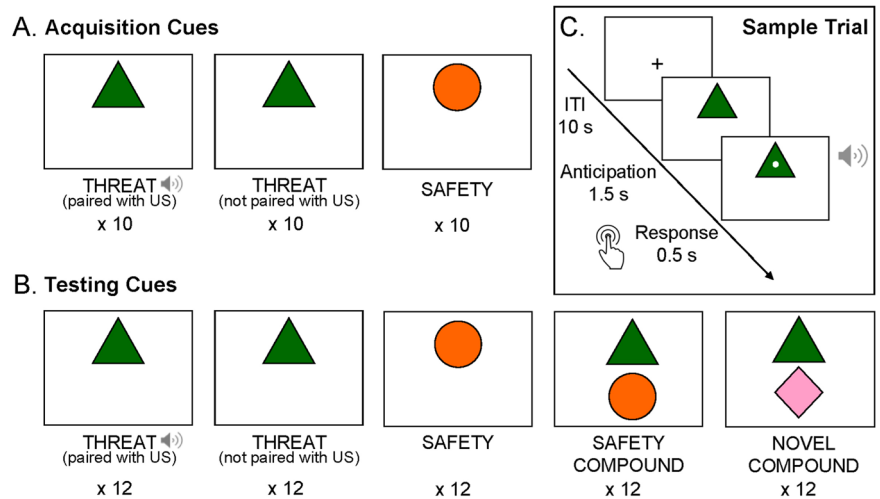 A. Acquisition Cues
THREAT
(paired with US)
x 10
THREAT
(not paired with US)
x 10
SAFETY
x 10
C. Sample Trial
+
ITI
10 s
Anticipation
1.5 s
Response
0.5 s
B. Testing Cues
THREAT
(paired with US)
x 12
THREAT
(not paired with US)
x 12
SAFETY
x 12
SAFETY
COMPOUND
x 12
NOVEL
COMPOUND
x 12